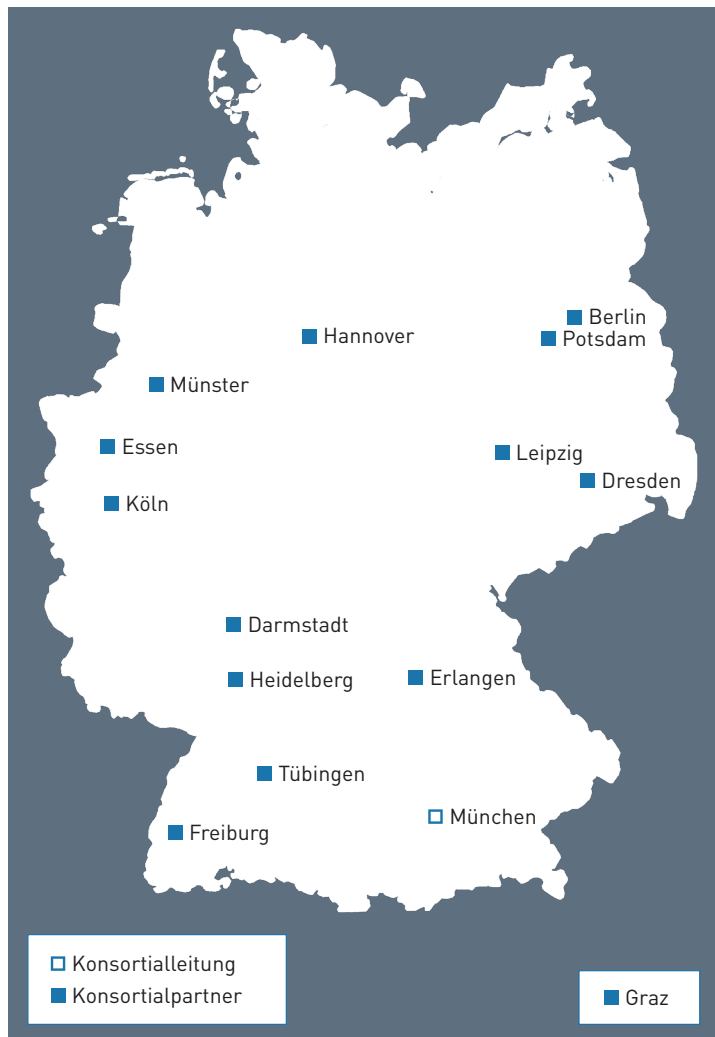 Berlin
Hannover
Potsdam
Münster
Essen
Leipzig
Dresden
Köln
Darmstadt
Heidelberg
Erlangen
Tübingen
München
Freiburg
Konsortialleitung
Konsortialpartner
Graz